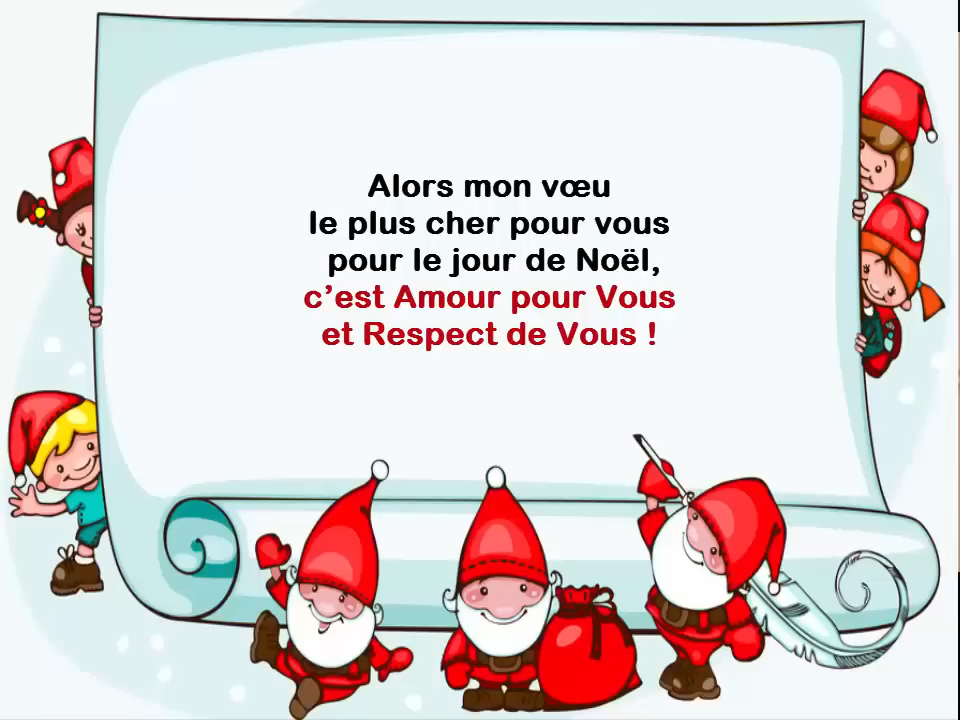 Alors mon vœu
le plus cher pour vous
pour le jour de Noël,
c’est Amour pour Vous
et Respect de Vous !